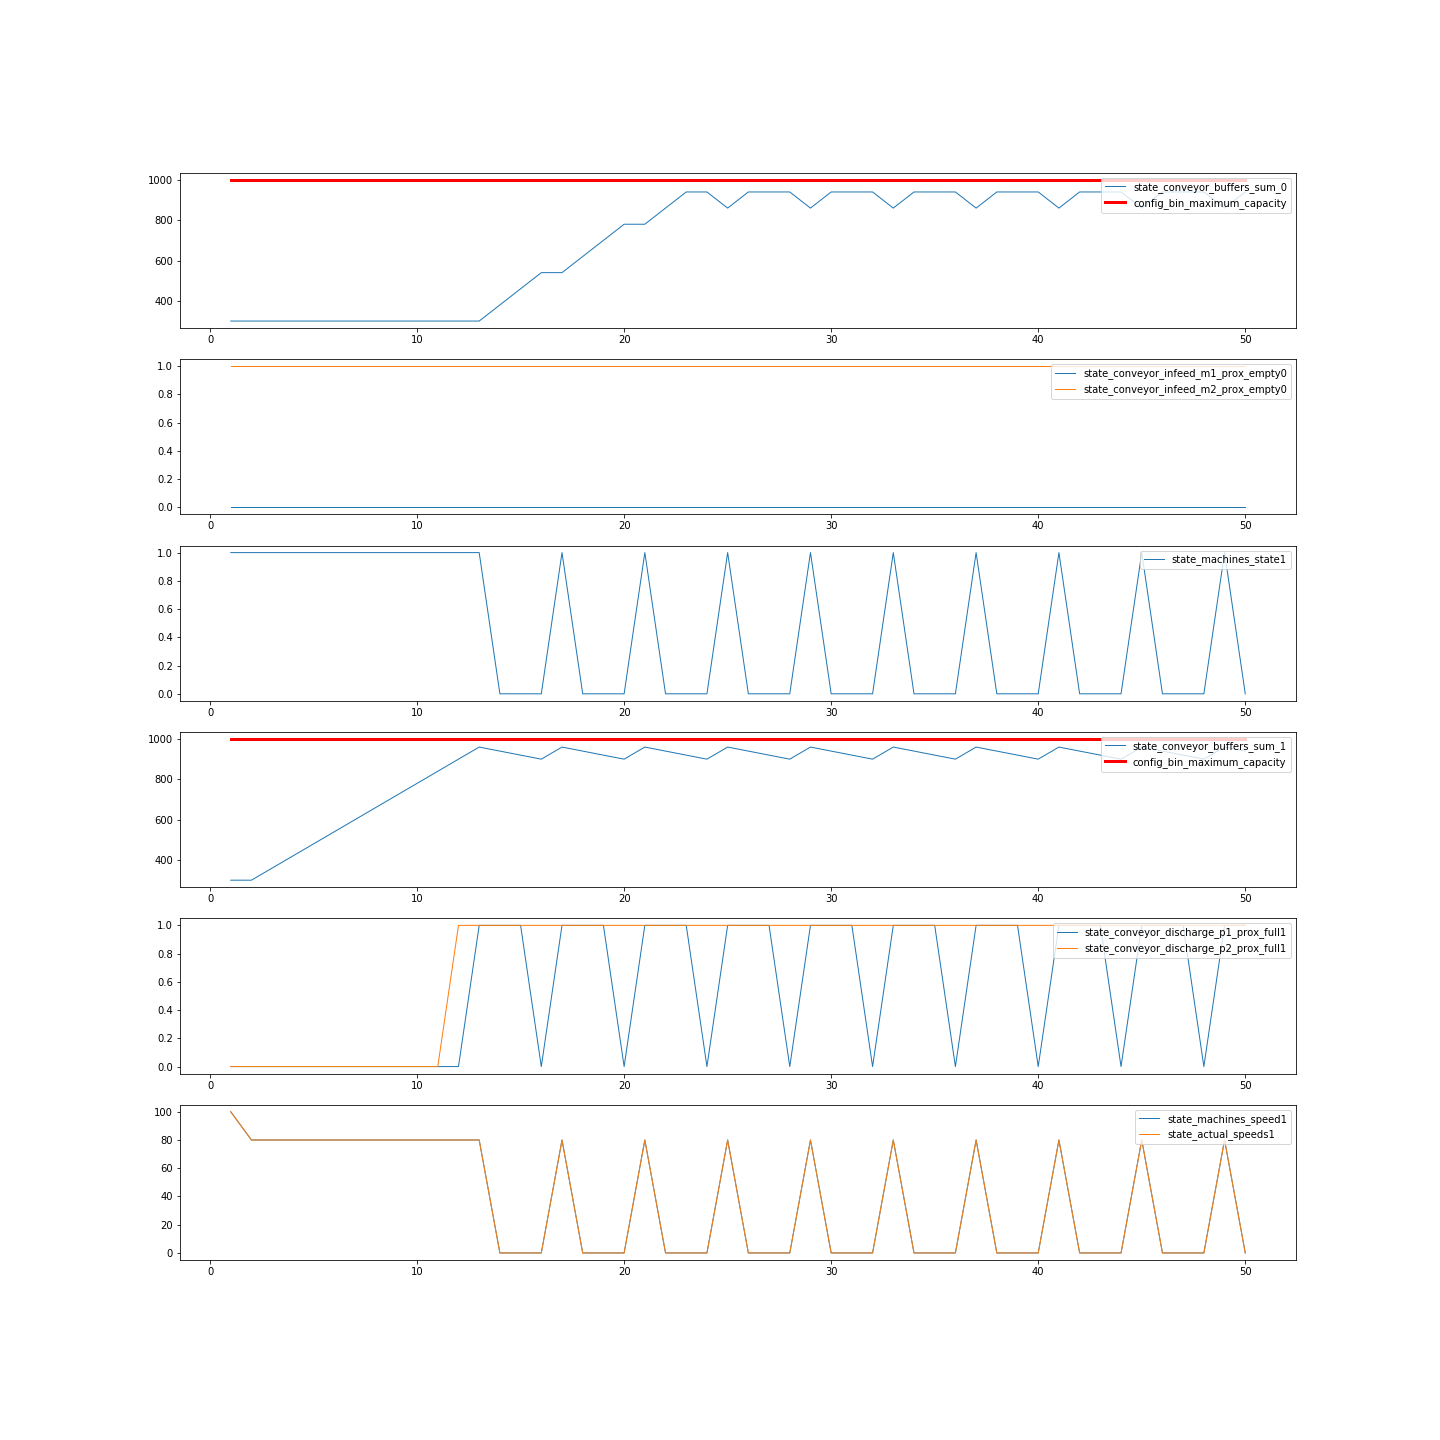 1000
800
600
400
state_conveyor_buffers_sum_0
config_bin_maximum_capacity
0 10 20 30 40 50
1.0
0.8
0.6
0.4
0.2
0.0
state_conveyor_infeed_m1_prox_empty0
state_conveyor_infeed_m2_prox_empty0
0 10 20 30 40 50
1.0
0.8
0.6
0.4
0.2
0.0
state_machines_state1
0 10 20 30 40 50
1000
800
600
400
state_conveyor_buffers_sum_1
config_bin_maximum_capacity
0 10 20 30 40 50
1.0
0.8
0.6
0.4
0.2
0.0
state_conveyor_discharge_p1_prox_full1
state_conveyor_discharge_p2_prox_full1
0 10 20 30 40 50
100
80
60
40
20
0
state_machines_speed1
state_actual_speeds1
0 10 20 30 40 50